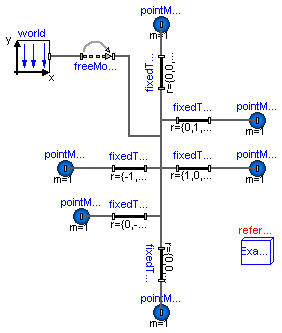 pointM...
m=1
world
y
x
freeMo...
fixedT...
r={0,0,...
fixedT...
pointM...
r={0,1,...
m=1
pointM...
fixedT...
fixedT...
pointM...
m=1
r={-1,...
r={1,0,...
m=1
pointM...
fixedT...
m=1
r={0,-...
refer...
Exa...
fixedT...
r={0,0,...
pointM...
m=1